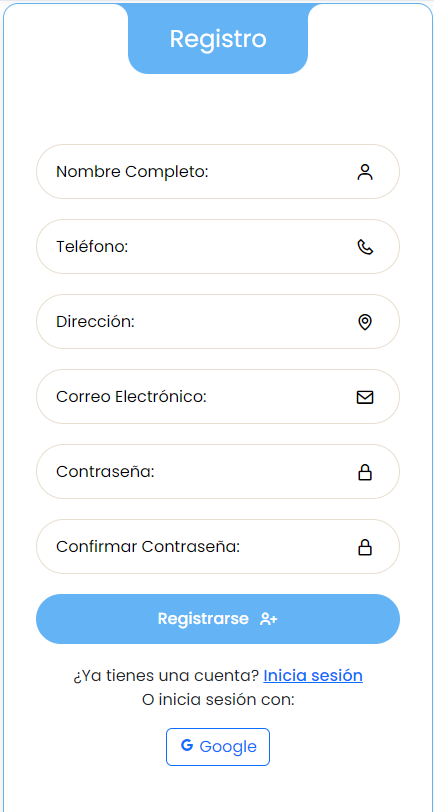 Registro
Nombre Completo:
Teléfono:
Dirección:
Correo Electrónico:
Contraseña:
Confirmar Contraseña:
Registrarse
¿Ya tienes una cuenta? Inicia sesión
O inicia sesión con:
Google